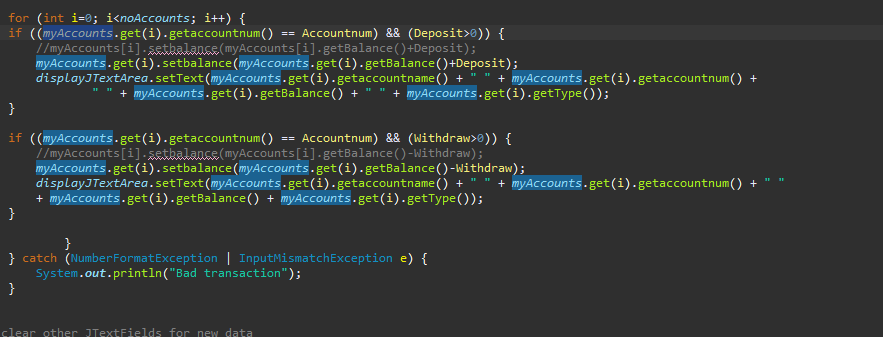 for (int i=0; i<noAccounts; i++) {
if ((myAccounts.get(i).getaccountnum() == Accountnum) && (Deposit>0)) {
//myAccounts[i].setbalance(myAccounts[i].getBalance()+Deposit);
myAccounts.get(i).setbalance(myAccounts.get(i).getBalance()+Deposit);
displayJTextArea.setText(myAccounts.get(i).getaccountname() + " " + myAccounts.get(i).getaccountnum() +
" " + myAccounts.get(i).getBalance() + " " + myAccounts.get(i).getType());
}
if ((myAccounts.get(i).getaccountnum() == Accountnum) && (Withdraw>0)) {
//myAccounts[i].setbalance(myAccounts[i].getBalance()-Withdraw);
myAccounts.get(i).setbalance(myAccounts.get(i).getBalance()-Withdraw);
displayJTextArea.setText(myAccounts.get(i).getaccountname() + " " + myAccounts.get(i).getaccountnum() + " "
+ myAccounts.get(i).getBalance() + myAccounts.get(i).getType());
}
}
} catch (NumberFormatException | InputMismatchException e) {
System.out.println("Bad transaction");
}
clear other JTextFields for new data